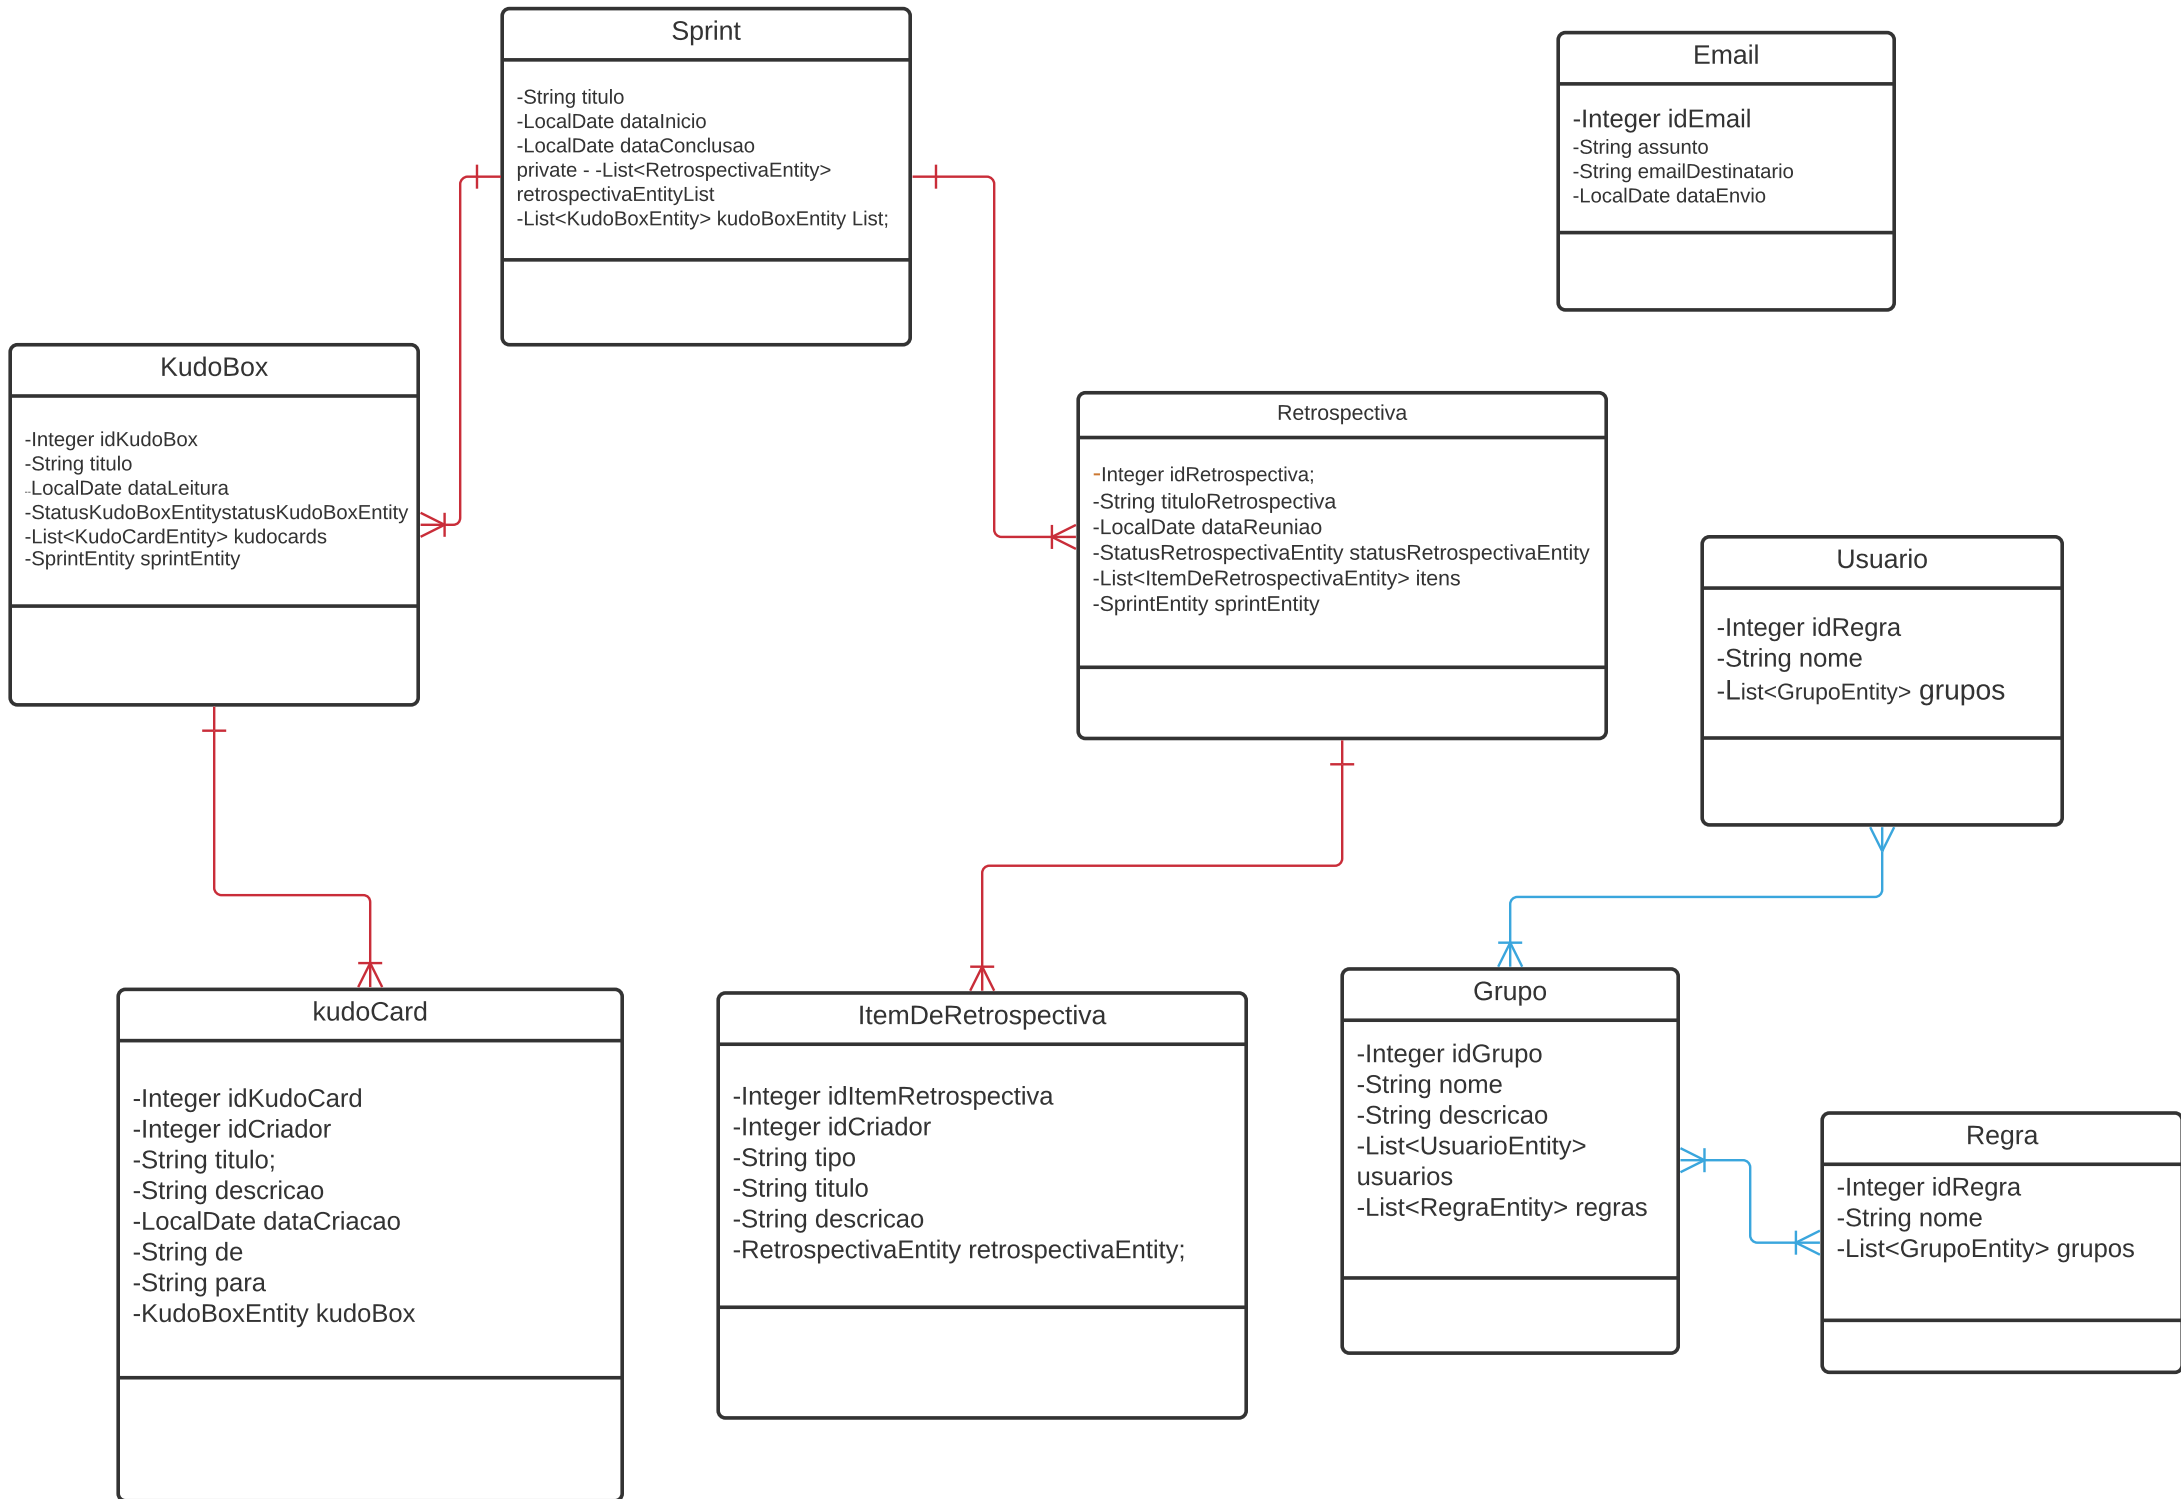 Sprint
-String titulo
-LocalDate dataInicio
-LocalDate dataConclusao
private - -List<RetrospectivaEntity>
retrospectivaEntityList
-List<KudoBoxEntity> kudoBoxEntity List;
Email
-Integer idEmail
-String assunto
-String emailDestinatario
-LocalDate dataEnvio
KudoBox
-Integer idKudoBox
-String titulo
--LocalDate dataLeitura
-StatusKudoBoxEntitystatusKudoBoxEntity
-List<KudoCardEntity> kudocards
-SprintEntity sprintEntity
Retrospectiva
-Integer idRetrospectiva;
-String tituloRetrospectiva
-LocalDate dataReuniao
-StatusRetrospectivaEntity statusRetrospectivaEntity
-List<ItemDeRetrospectivaEntity> itens
-SprintEntity sprintEntity
Usuario
-Integer idRegra
-String nome
-List<GrupoEntity> grupos
kudoCard
-Integer idKudoCard
-Integer idCriador
-String titulo;
-String descricao
-LocalDate dataCriacao
-String de
-String para
-KudoBoxEntity kudoBox
ItemDeRetrospectiva
-Integer idItemRetrospectiva
-Integer idCriador
-String tipo
-String titulo
-String descricao
-RetrospectivaEntity retrospectivaEntity;
Grupo
-Integer idGrupo
-String nome
-String descricao
-List<UsuarioEntity>
usuarios
-List<RegraEntity> regras
Regra
-Integer idRegra
-String nome
-List<GrupoEntity> grupos